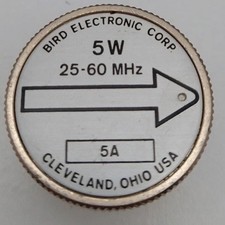 BIRD ELECTRONIC CORP
5W
25-60 MHz
5A
CLEVELAND, OHIO USA